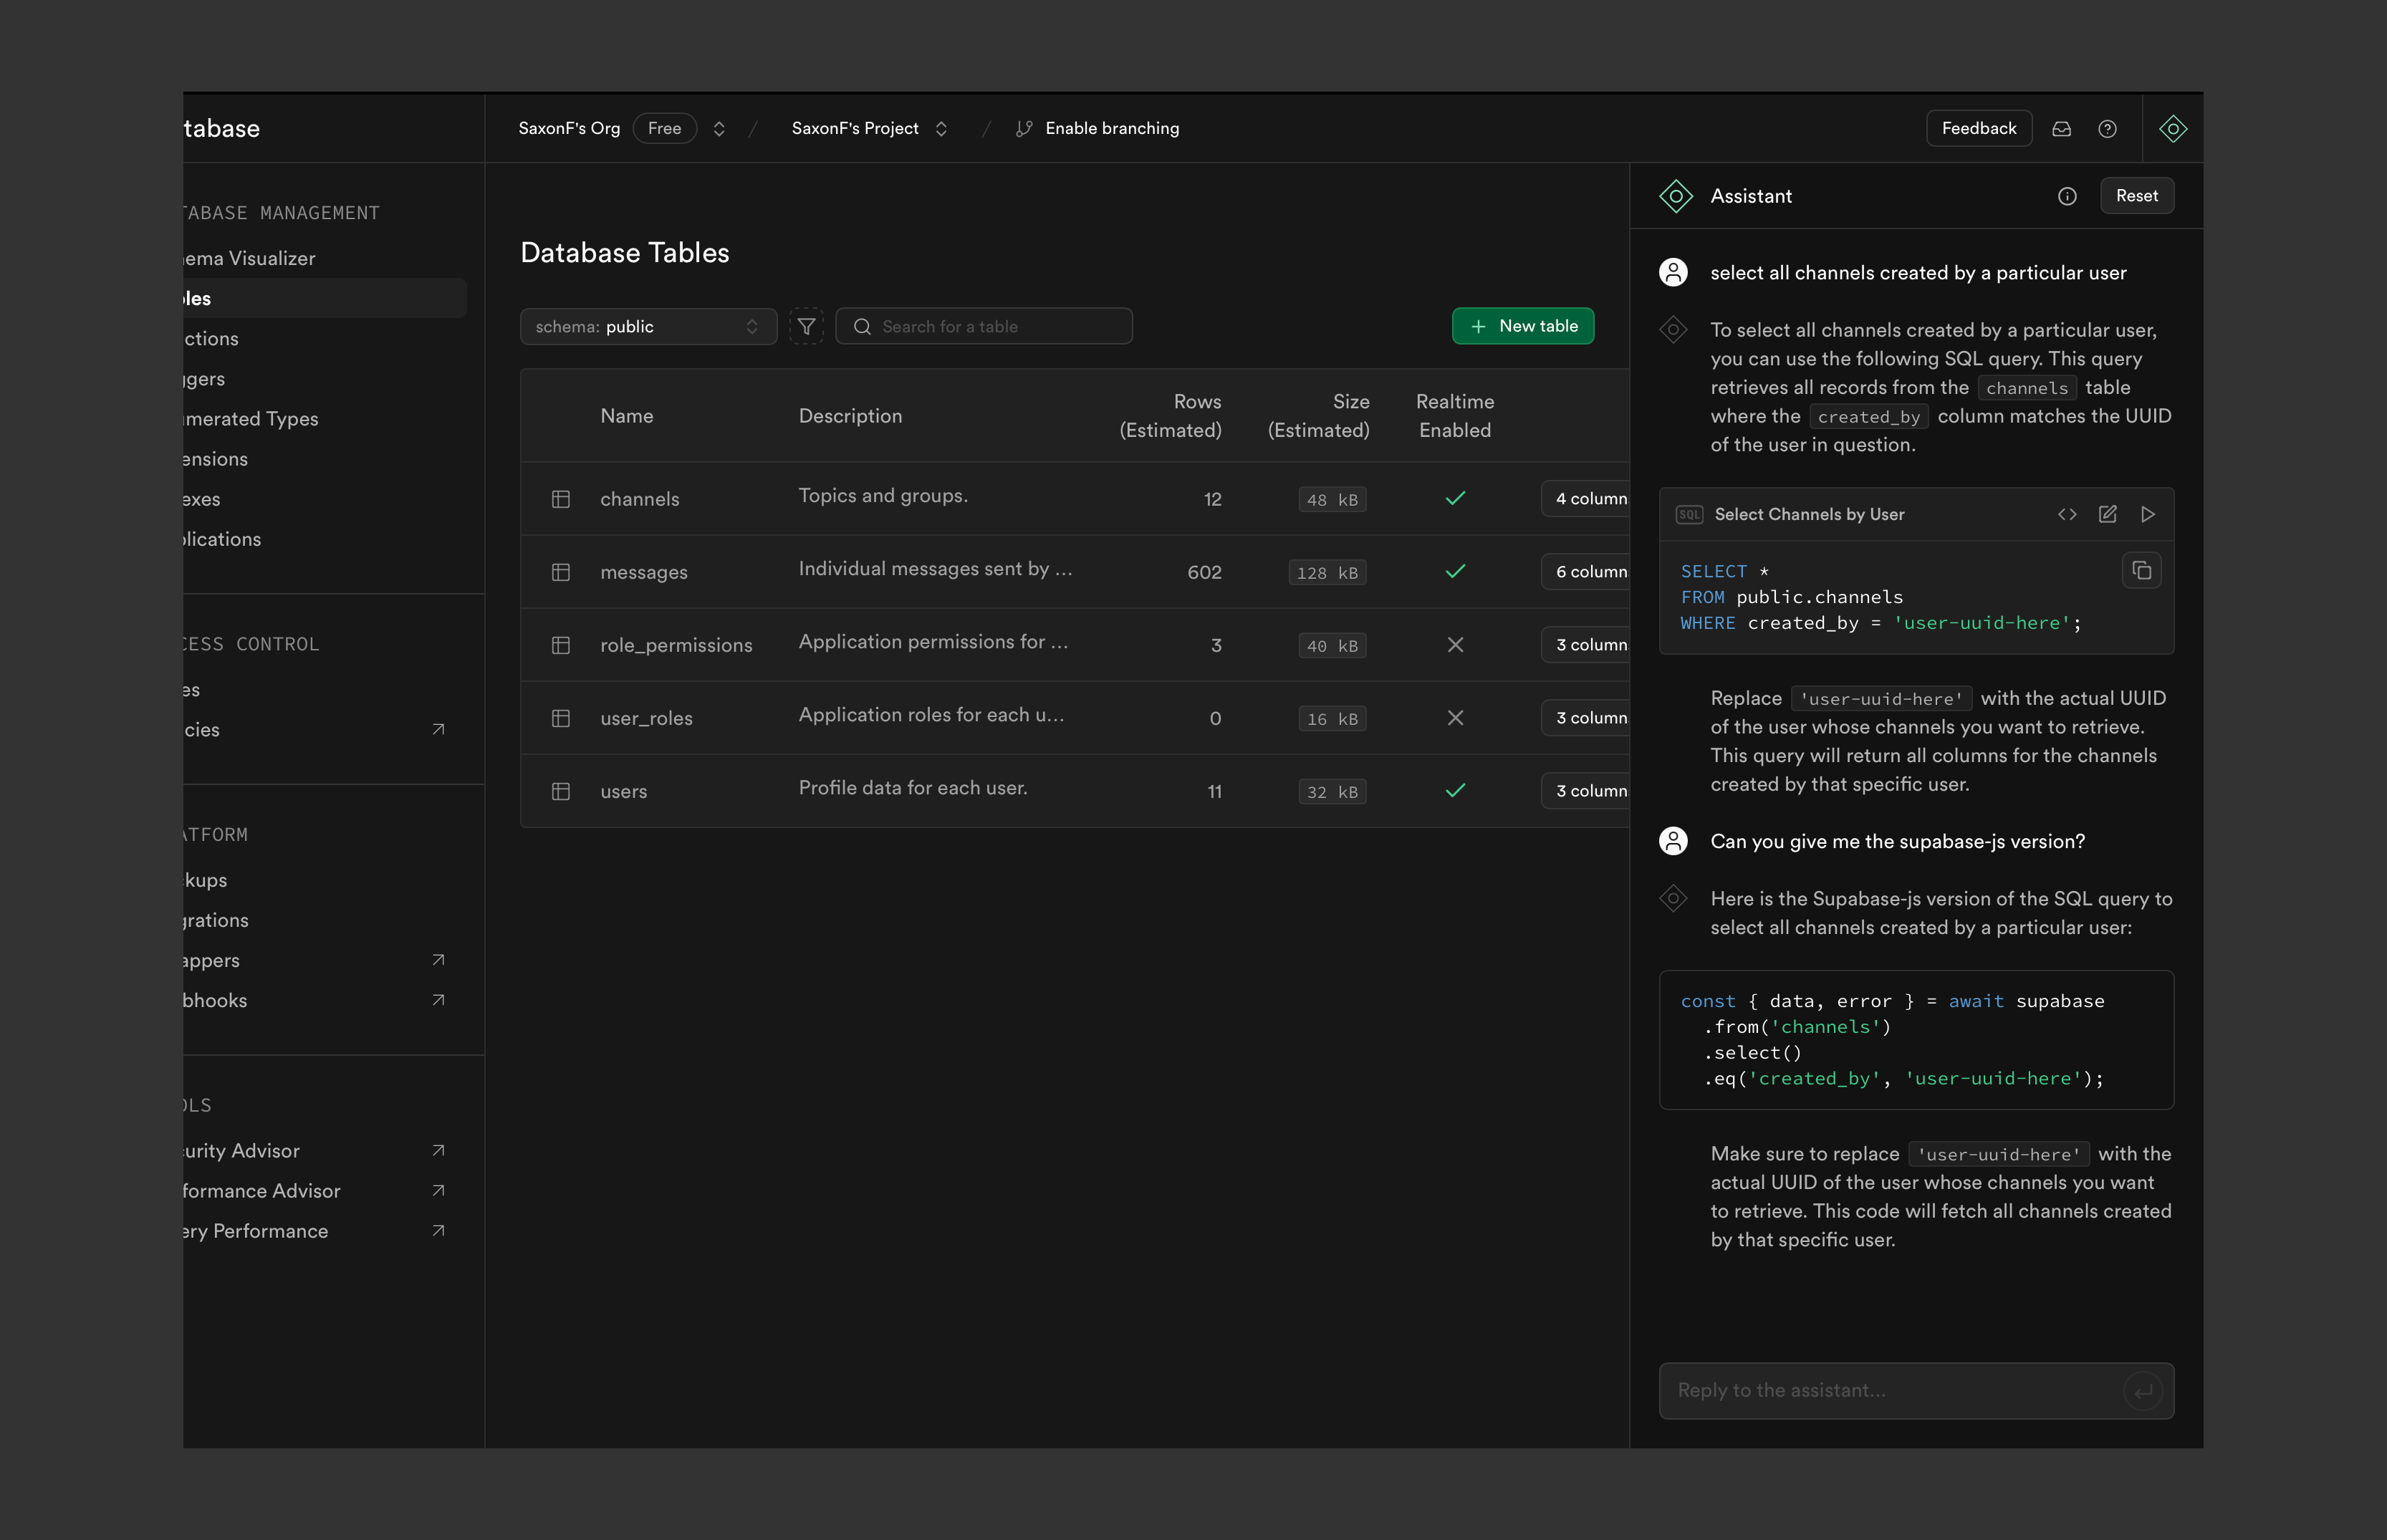 tabase
SaxonF's Org Free / SaxonF's Project / Enable branching
Feedback
TABASE MANAGEMENT
ema Visualizer
les
ctions
gers
merated Types
ensions
exes
lications
CESS CONTROL
es
cies
ATFORM
kups
grations
appers
bhooks
OLS
urity Advisor
formance Advisor
ery Performance
Database Tables
schema: public
Search for a table
+ New table
Name Description Rows (Estimated) Size (Estimated) Realtime Enabled
channels Topics and groups. 12 48 kB 4 column
messages Individual messages sent by ... 602 128 kB 6 column
role_permissions Application permissions for ... 3 40 kB 3 column
user_roles Application roles for each u... 0 16 kB 3 column
users Profile data for each user. 11 32 kB 3 column
Assistant
Reset
select all channels created by a particular user
To select all channels created by a particular user,
you can use the following SQL query. This query
retrieves all records from the channels table
where the created_by column matches the UUID
of the user in question.
SQL Select Channels by User
SELECT *
FROM public.channels
WHERE created_by = 'user-uuid-here';
Replace 'user-uuid-here' with the actual UUID
of the user whose channels you want to retrieve.
This query will return all columns for the channels
created by that specific user.
Can you give me the supabase-js version?
Here is the Supabase-js version of the SQL query to
select all channels created by a particular user:
const { data, error } = await supabase
.from('channels')
.select()
.eq('created_by', 'user-uuid-here');
Make sure to replace 'user-uuid-here' with the
actual UUID of the user whose channels you want
to retrieve. This code will fetch all channels created
by that specific user.
Reply to the assistant...